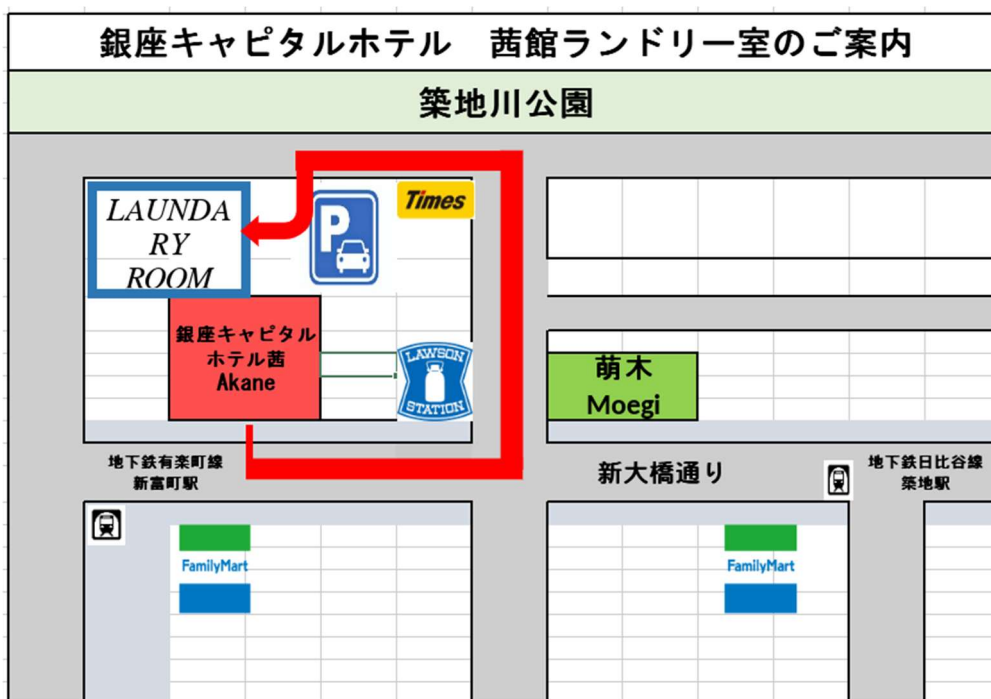 銀座キャピタルホテル　茜館ランドリー室のご案内
築地川公園
LAUNDA
RY
ROOM
P
Times
銀座キャピタル
ホテル茜
Akane
LAWSON
STATION
萌木
Moegi
地下鉄有楽町線
新富町駅
新大橋通り
地下鉄日比谷線
築地駅
FamilyMart
FamilyMart